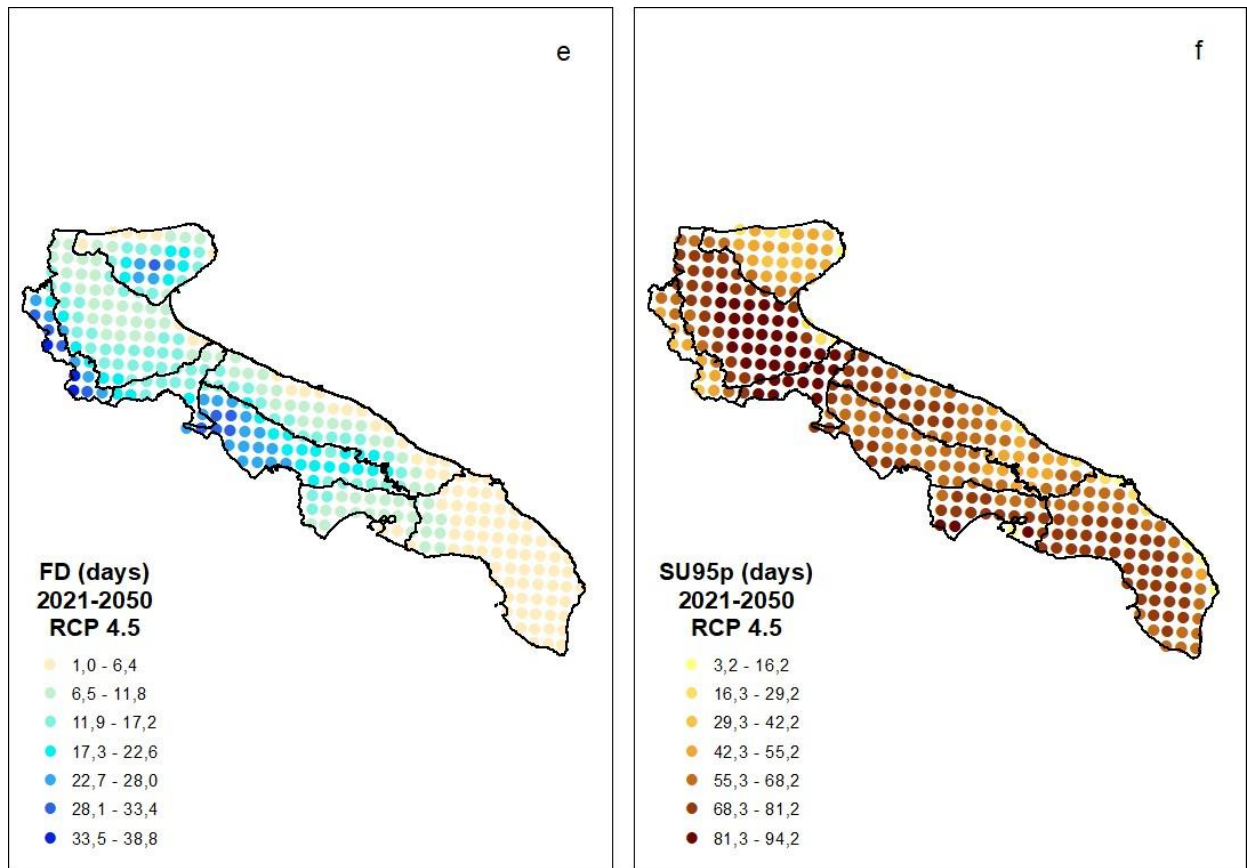 e
FD (days)
2021-2050
RCP 4.5
1,0 - 6,4
6,5 - 11,8
11,9 - 17,2
17,3 - 22,6
22,7 - 28,0
28,1 - 33,4
33,5 - 38,8
f
SU95p (days)
2021-2050
RCP 4.5
3,2 - 16,2
16,3 - 29,2
29,3 - 42,2
42,3 - 55,2
55,3 - 68,2
68,3 - 81,2
81,3 - 94,2